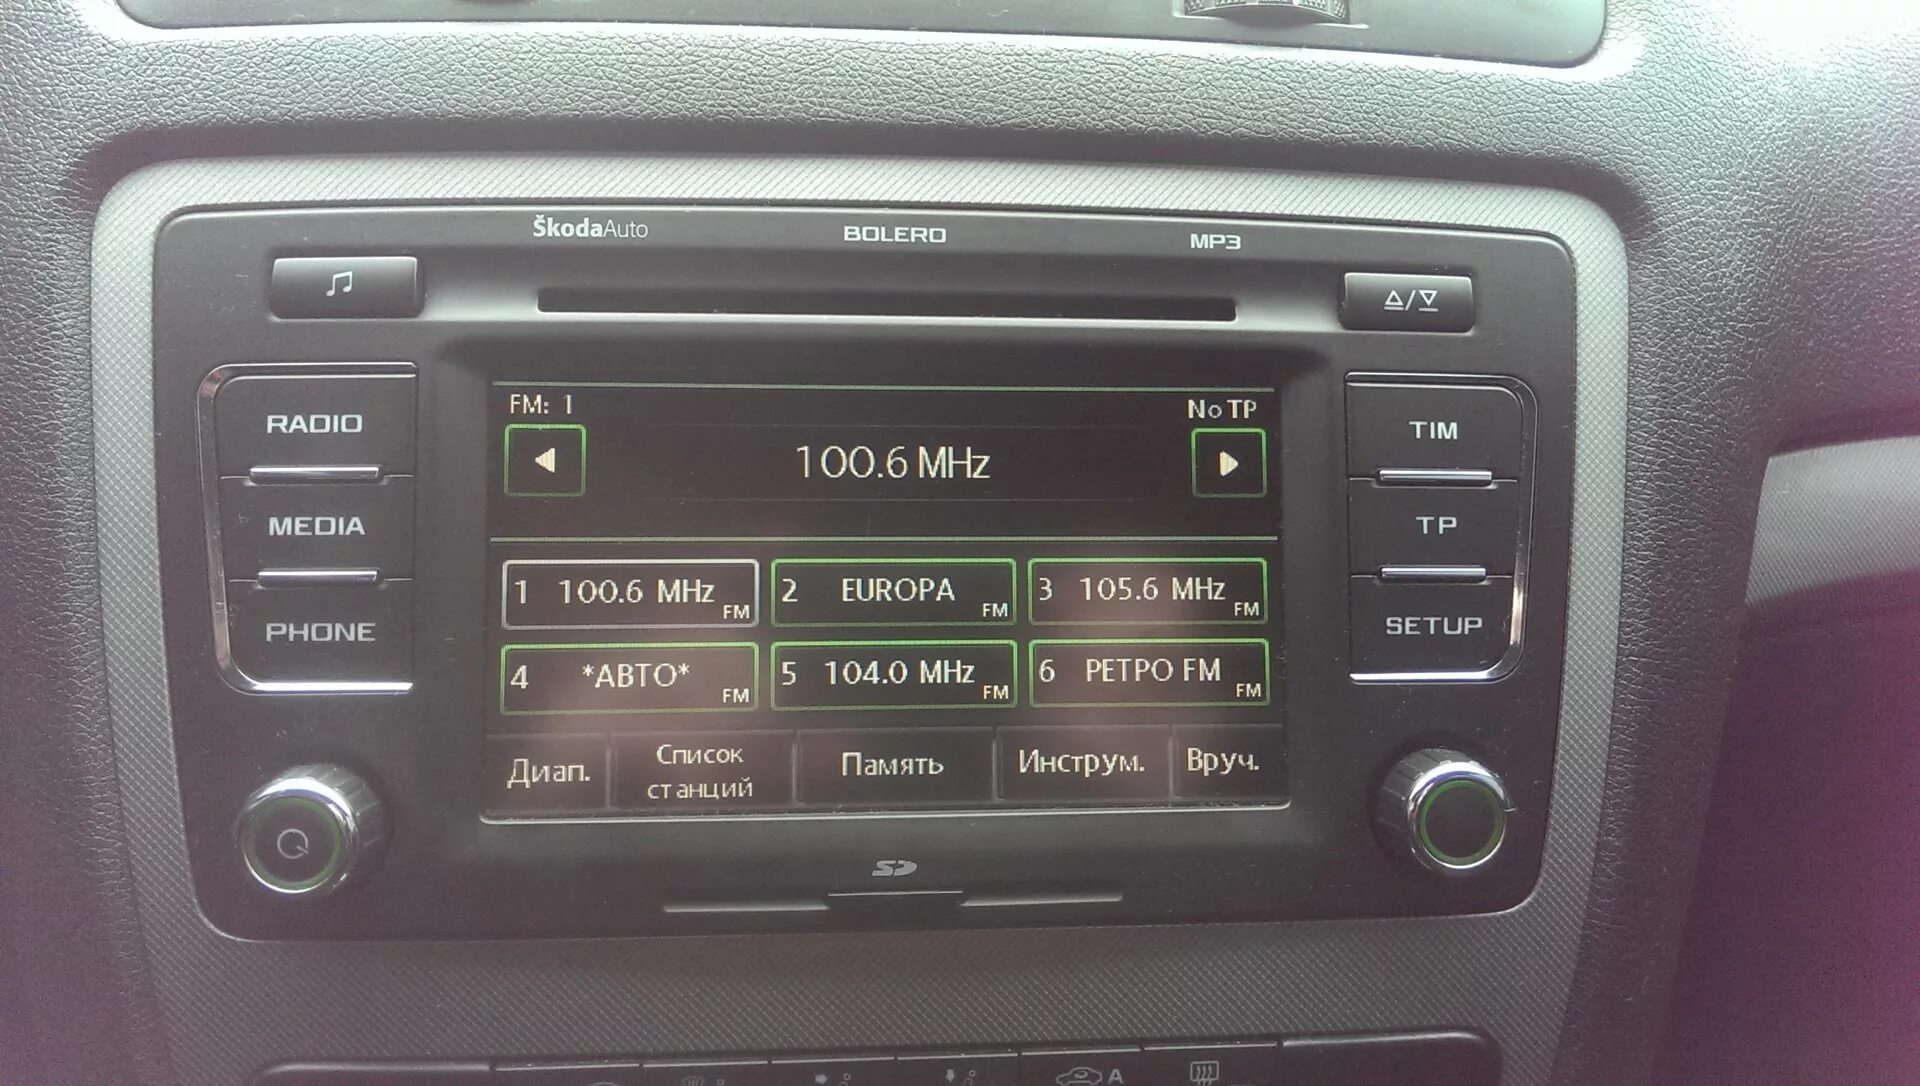 ŠkodaAuto BOLERO MP3
RADIO
MEDIA
PHONE
FM: 1 No TP
100.6 MHz
1 100.6 MHz FM
2 EUROPA FM
3 105.6 MHz FM
4 *АВТО* FM
5 104.0 MHz FM
6 РЕТРО FM FM
Диап.
Список
станций
Память
Инструм.
Вруч.
TIM
TP
SETUP
SD
A